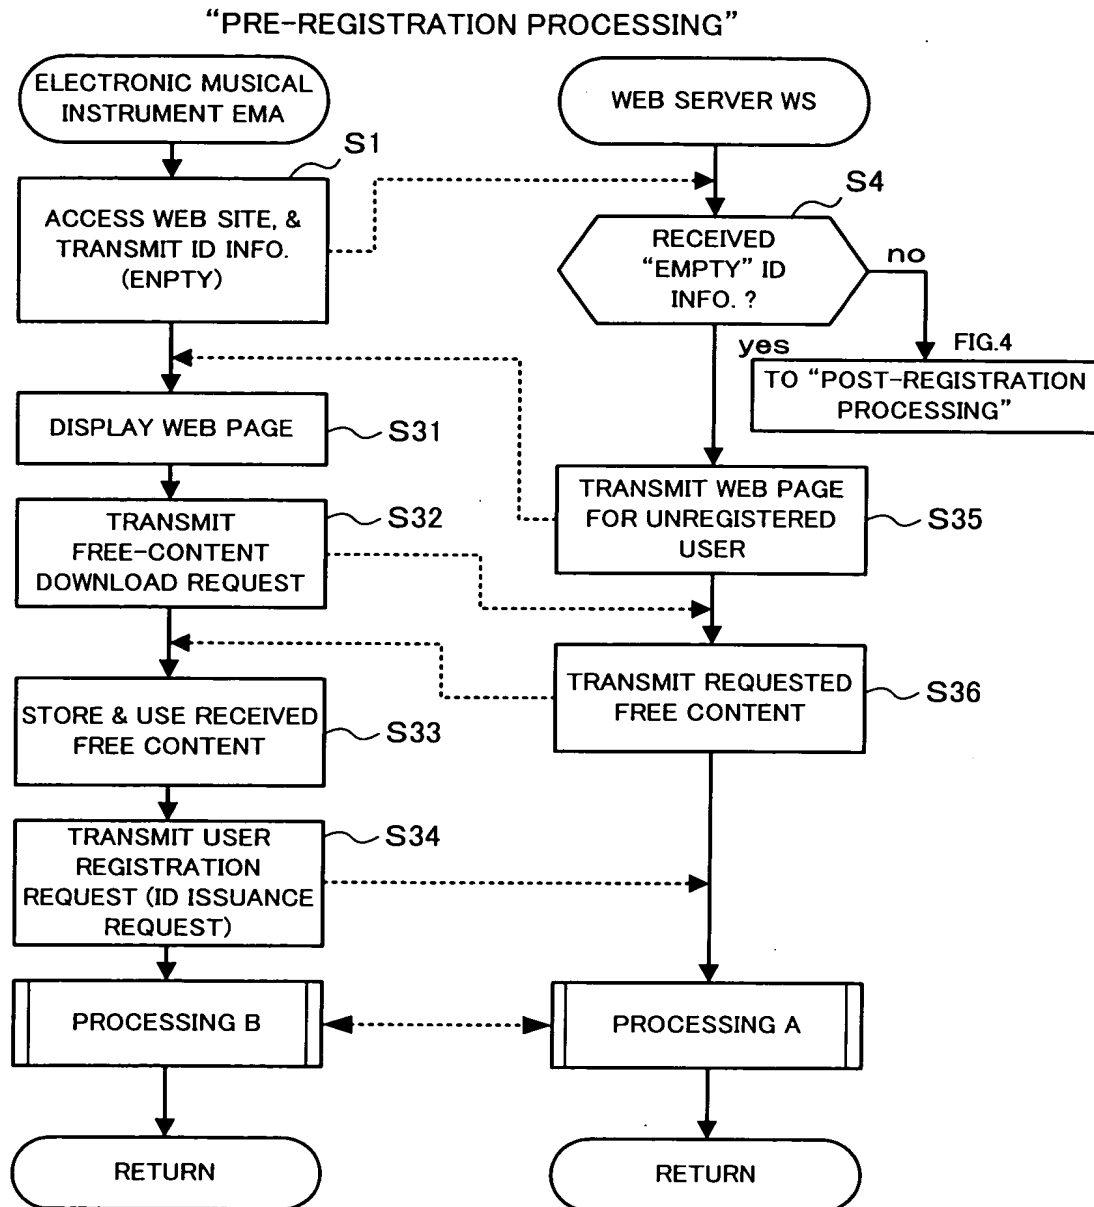 “PRE-REGISTRATION PROCESSING”
ELECTRONIC MUSICAL
INSTRUMENT EMA
WEB SERVER WS
S1
ACCESS WEB SITE, &
TRANSMIT ID INFO.
(ENPTY)
S4
RECEIVED
“EMPTY” ID
INFO. ?
no
yes
FIG.4
TO “POST-REGISTRATION
PROCESSING”
DISPLAY WEB PAGE
S31
TRANSMIT WEB PAGE
FOR UNREGISTERED
USER
S35
TRANSMIT
FREE-CONTENT
DOWNLOAD REQUEST
S32
TRANSMIT REQUESTED
FREE CONTENT
S36
STORE & USE RECEIVED
FREE CONTENT
S33
TRANSMIT USER
REGISTRATION
REQUEST (ID ISSUANCE
REQUEST)
S34
PROCESSING B
PROCESSING A
RETURN
RETURN